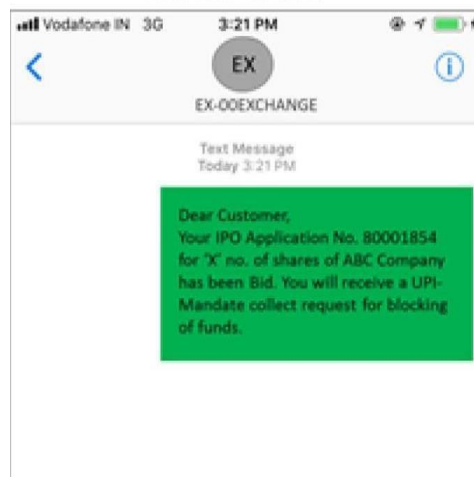 Vodafone IN 3G 3:21 PM
EX
EX-OOEXCHANGE
Text Message
Today 3:21 PM
Dear Customer,
Your IPO Application No. 80001854
for 'X' no. of shares of ABC Company
has been Bid. You will receive a UPI-
Mandate collect request for blocking
of funds.